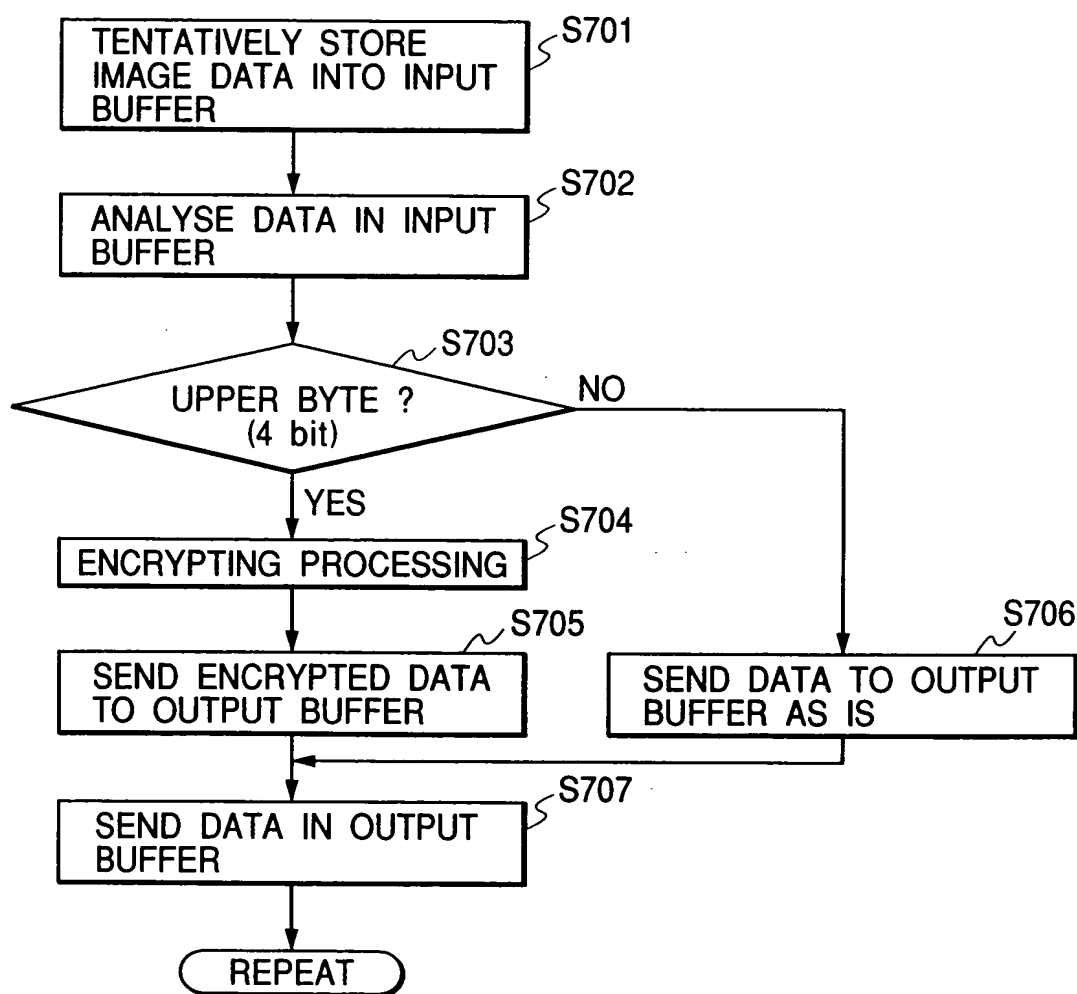 S701
TENTATIVELY STORE
IMAGE DATA INTO INPUT
BUFFER
S702
ANALYSE DATA IN INPUT
BUFFER
S703
UPPER BYTE ?
(4 bit)
NO
YES
S704
ENCRYPTING PROCESSING
S705
SEND ENCRYPTED DATA
TO OUTPUT BUFFER
S706
SEND DATA TO OUTPUT
BUFFER AS IS
S707
SEND DATA IN OUTPUT
BUFFER
REPEAT